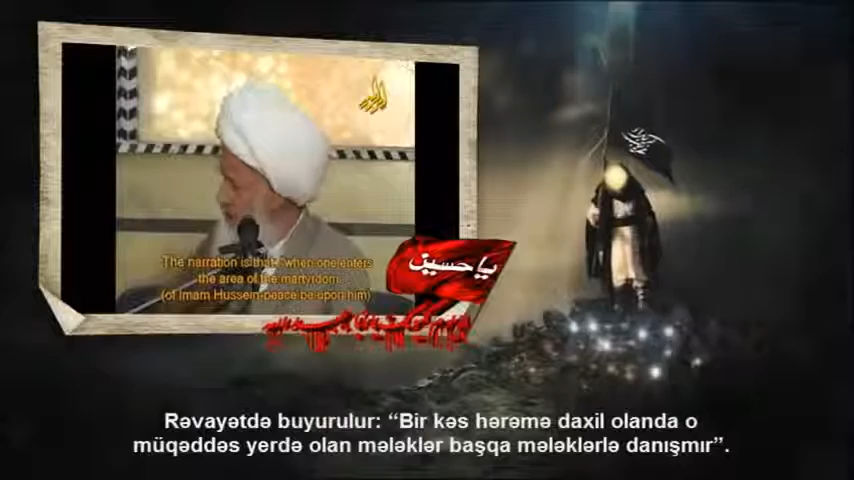 The narration is that, "when one enters
the area of the martyrdom
(of Imam Hussein-peace be upon him)
يا حسين
Rəvayətdə buyurulur: “Bir kəs hərəmə daxil olanda o
müqəddəs yerdə olan mələklər başqa mələklərlə danışmır”.